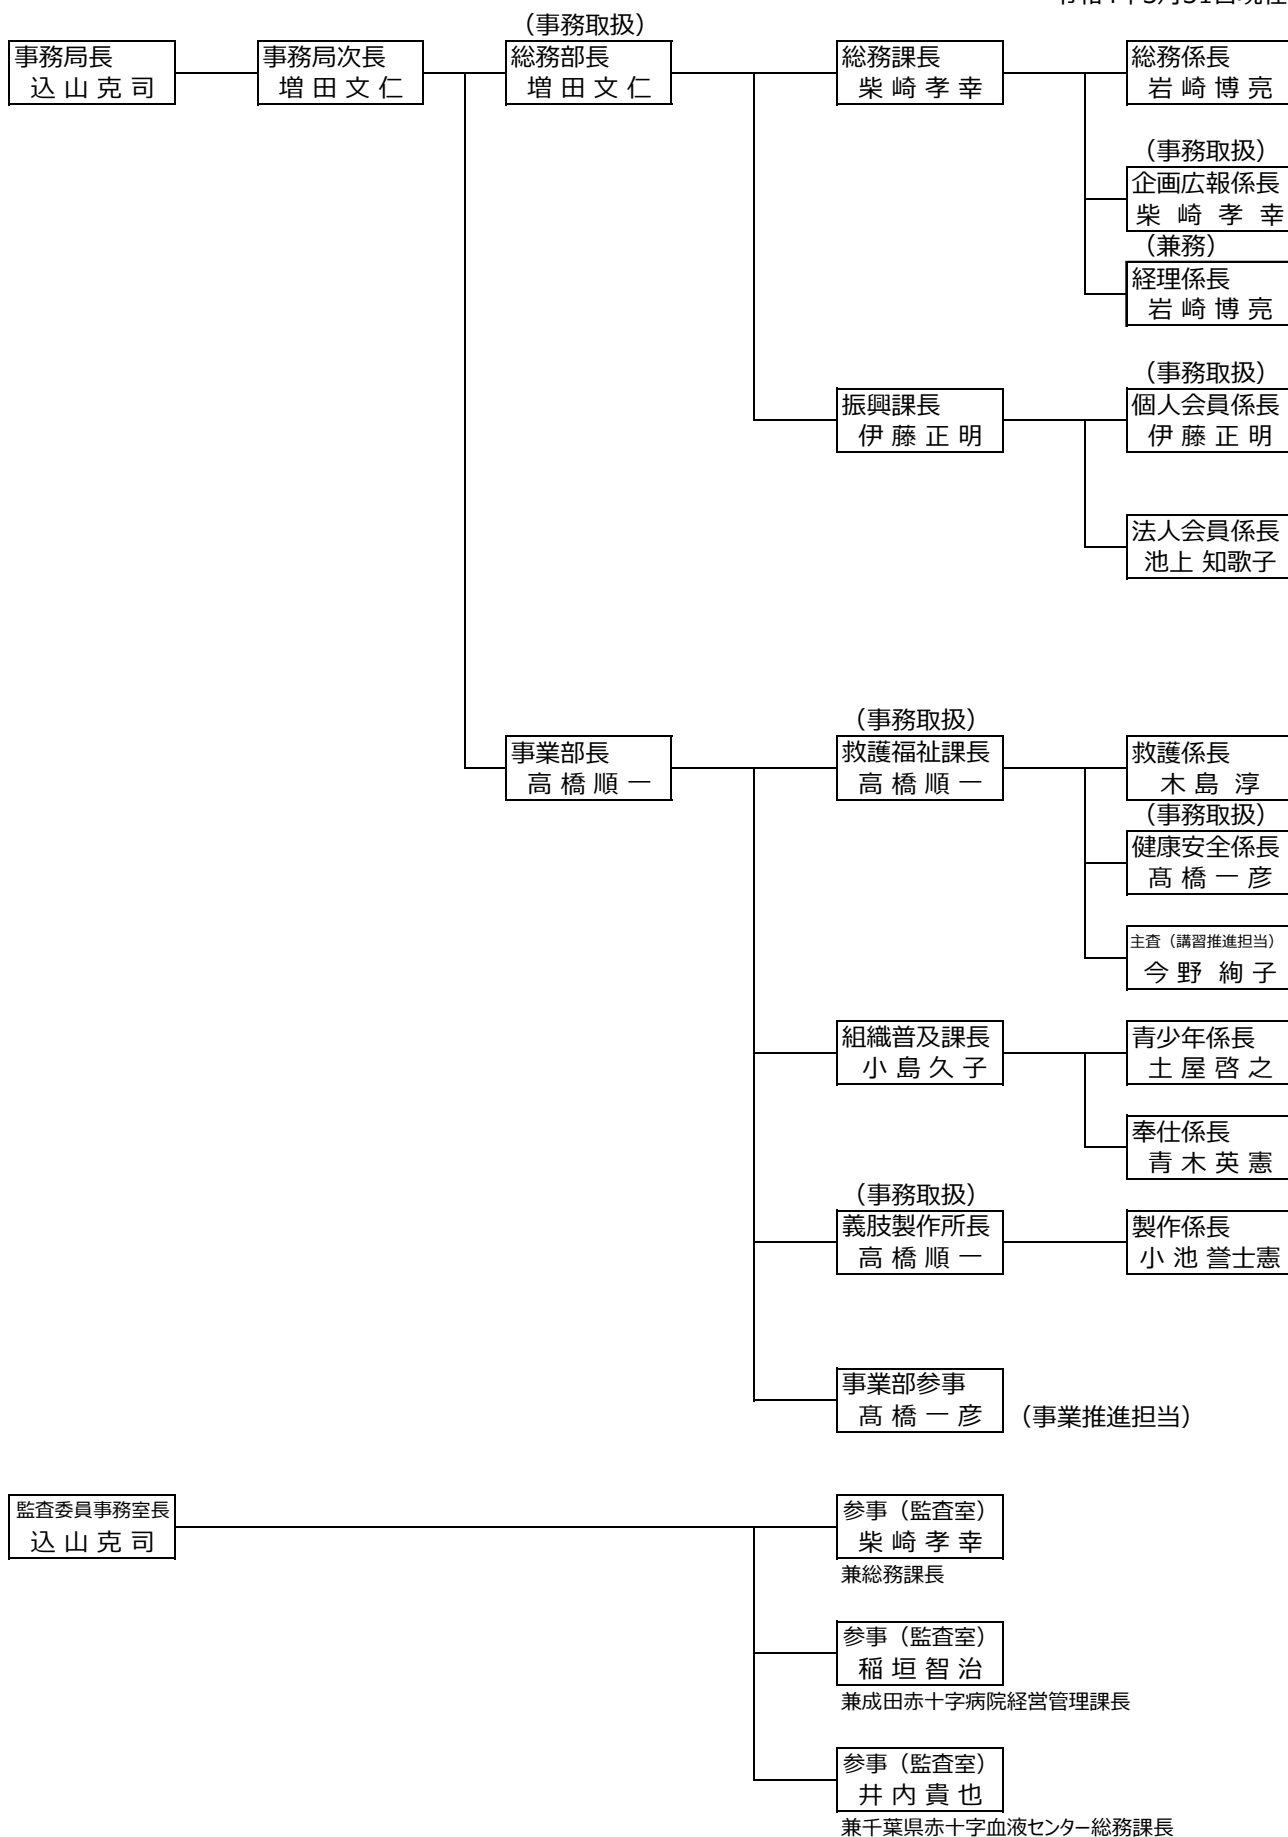 （事務取扱）
事務局長
込 山 克 司
事務局次長
増 田 文 仁
総務部長
増 田 文 仁
総務課長
柴 崎 孝 幸
総務係長
岩 崎 博 亮
（事務取扱）
企画広報係長
柴 崎 孝 幸
（兼務）
経理係長
岩 崎 博 亮
（事務取扱）
振興課長
伊 藤 正 明
個人会員係長
伊 藤 正 明
法人会員係長
池上 知歌子
（事務取扱）
事業部長
高 橋 順 一
救護福祉課長
高 橋 順 一
救護係長
木 島 淳
（事務取扱）
健康安全係長
髙 橋 一 彦
主査（講習推進担当）
今 野 絢 子
組織普及課長
小 島 久 子
青少年係長
土 屋 啓 之
奉仕係長
青 木 英 憲
（事務取扱）
義肢製作所長
高 橋 順 一
製作係長
小 池 誉士憲
事業部参事
髙 橋 一 彦
（事業推進担当）
監査委員事務室長
込 山 克 司
参事（監査室）
柴 崎 孝 幸
兼総務課長
参事（監査室）
稲 垣 智 治
兼成田赤十字病院経営管理課長
参事（監査室）
井 内 貴 也
兼千葉県赤十字血液センター総務課長